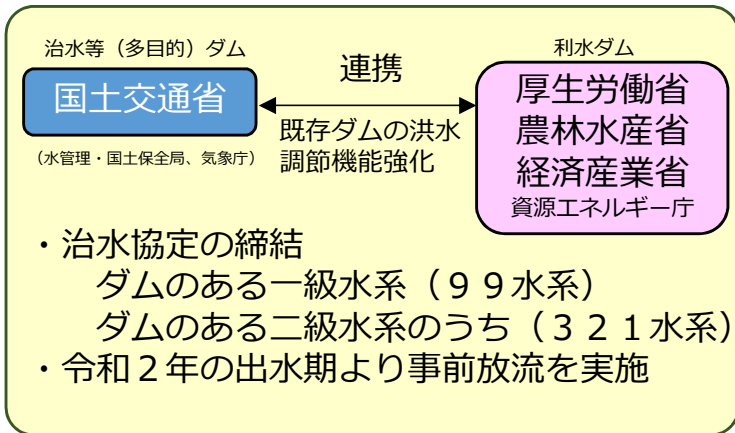 治水等（多目的）ダム
国土交通省
（水管理・国土保全局、気象庁）
連携
既存ダムの洪水
調節機能強化
利水ダム
厚生労働省
農林水産省
経済産業省
資源エネルギー庁
・治水協定の締結
ダムのある一級水系（９９水系）
ダムのある二級水系のうち（３２１水系）
・令和２年の出水期より事前放流を実施